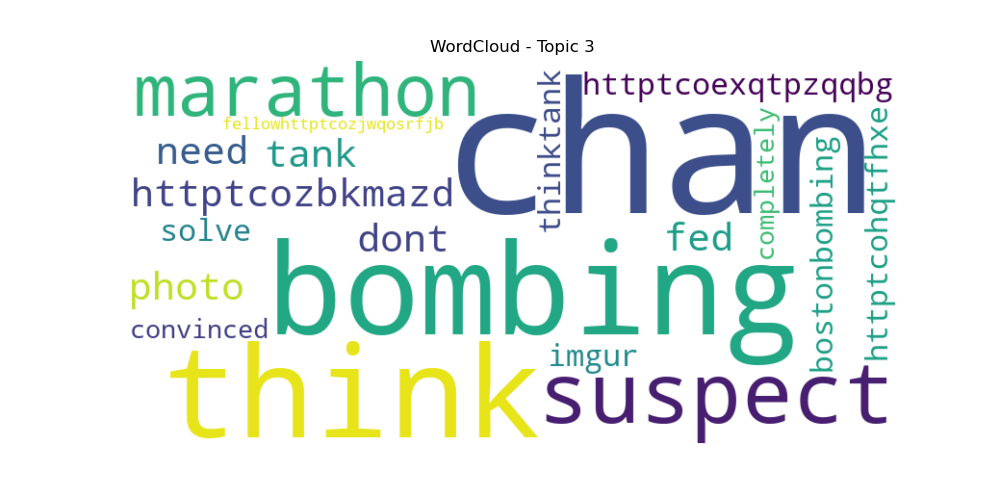 WordCloud - Topic 3
marathon
chan
thinktank
httptcoexqtpzqqbg
fellowhttptcozjwqosrfjb
need
tank
completely
httptcohqtfhxe
bostonbombing
httptcozbkmazd
solve
dont
fed
bombing
photo
convinced
imgur
think
suspect